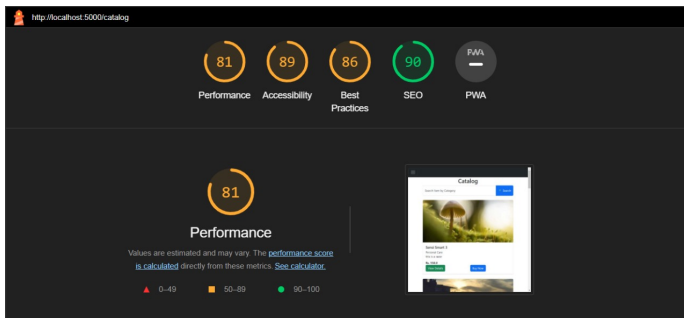 http://localhost:5000/catalog
81
89
86
90
PWA
Performance
Accessibility
Best
Practices
SEO
PWA
81
Performance
Values are estimated and may vary. The performance score
is calculated directly from these metrics. See calculator.
0–49
50–89
90–100
Catalog
Search